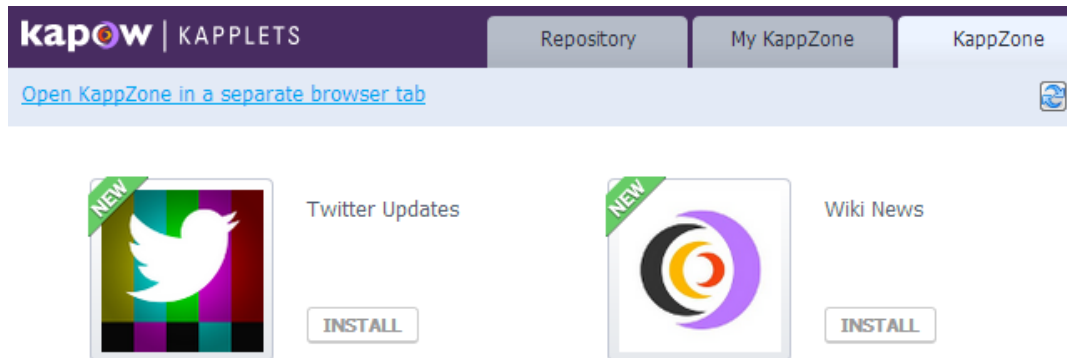 kapow | KAPPLETS
Repository
My KappZone
KappZone
Open KappZone in a separate browser tab
NEW
Twitter Updates
INSTALL
NEW
Wiki News
INSTALL